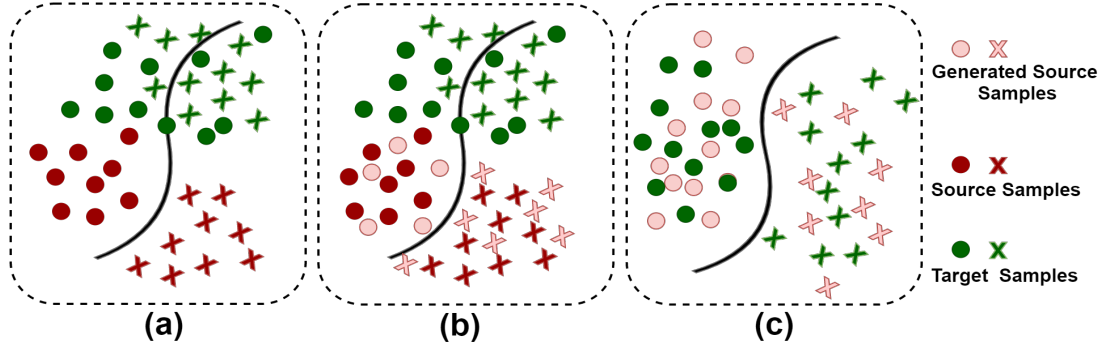 Generated Source
Samples
Source Samples
Target Samples
(a)
(b)
(c)